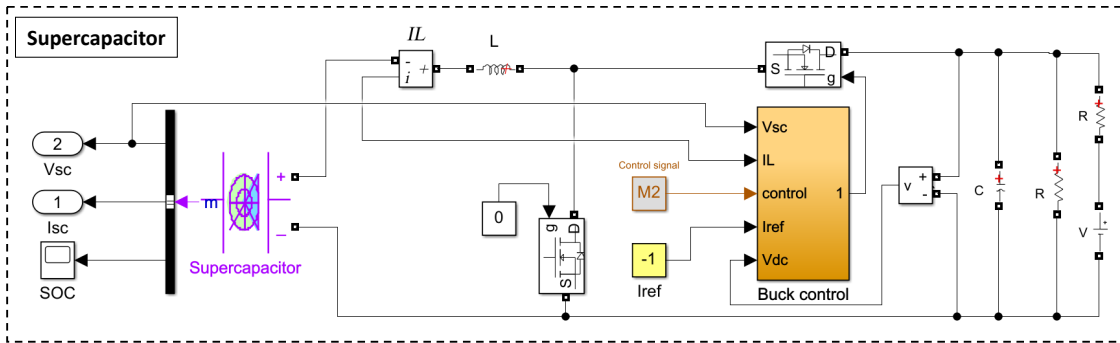 Supercapacitor
IL
-
i
+
L
S
D
g
2
Vsc
1
Isc
SOC
m
+
−
Supercapacitor
0
g
D
S
Control signal
M2
-1
Iref
Vsc
IL
control
Iref
Vdc
1
Buck control
v
+
-
+
C
+
R
+
R
+
V